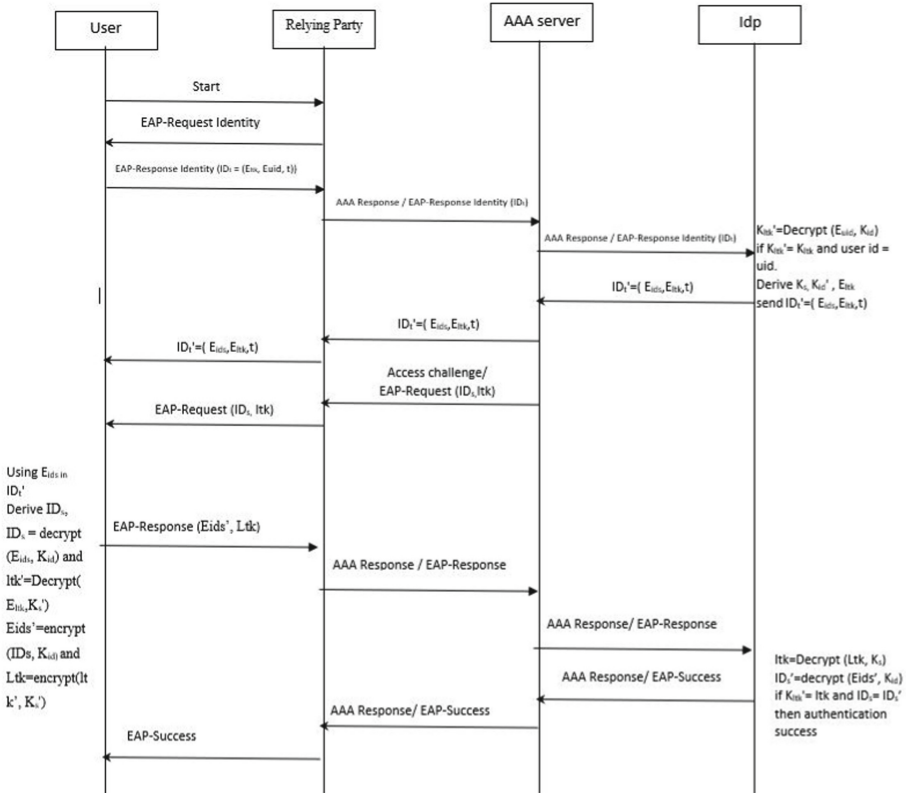 User
Relying Party
AAA server
Idp
Start
EAP-Request Identity
EAP-Response Identity (IDₜ = (Eₗₜₖ, Euid, t))
AAA Response / EAP-Response Identity (IDₜ)
AAA Response / EAP-Response Identity (IDₜ)
Kₗₜₖ'=Decrypt (Eᵤᵢd, Kᵢd)
if Kₗₜₖ'= Kₗₜₖ and user id =
uid.
Derive Kₛ, Kᵢd' , Eₗₜₖ
send IDₜ'=( Eᵢdₛ,Eₗₜₖ,t)
IDₜ'=( Eᵢdₛ,Eₗₜₖ,t)
IDₜ'=( Eᵢdₛ,Eₗₜₖ,t)
IDₜ'=( Eᵢdₛ,Eₗₜₖ,t)
Access challenge/
EAP-Request (IDₛ,ltk)
EAP-Request (IDₛ, ltk)
Using Eᵢdₛ in
IDₜ'
Derive IDₛ,
IDₛ = decrypt
(Eᵢdₛ, Kᵢd) and
ltk'=Decrypt(
Eₗₜₖ,Kₛ')
Eids'=encrypt
(IDs, Kᵢd) and
Ltk=encrypt(lt
k', Kₛ')
EAP-Response (Eids', Ltk)
AAA Response / EAP-Response
AAA Response/ EAP-Response
ltk=Decrypt (Ltk, Kₛ)
IDₛ'=decrypt (Eids', Kᵢd)
if Kₗₜₖ'= ltk and IDₛ= IDₛ'
then authentication
success
AAA Response/ EAP-Success
AAA Response/ EAP-Success
EAP-Success